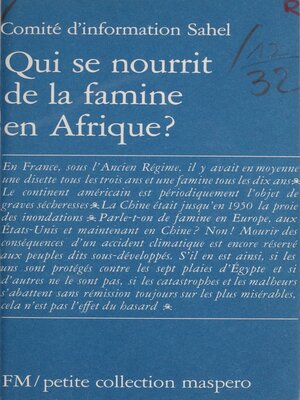 Comité d'information Sahel
Qui se nourrit
de la famine
en Afrique?
12
32
R
En France, sous l'Ancien Régime, il y avait en moyenne
une disette tous les trois ans et une famine tous les dix ans
Le continent américain est périodiquement l'objet de
graves sécheresses La Chine était jusqu'en 1950 la proie
des inondations Parle-t-on de famine en Europe, aux
États-Unis et maintenant en Chine? Non! Mourir des
conséquences d'un accident climatique est encore réservé
aux peuples dits sous-développés. S'il en est ainsi, si les
uns sont protégés contre les sept plaies d'Égypte et si
d'autres ne le sont pas, si les catastrophes et les malheurs
s'abattent sans rémission toujours sur les plus misérables,
cela n'est pas l'effet du hasard
FM/petite collection maspero